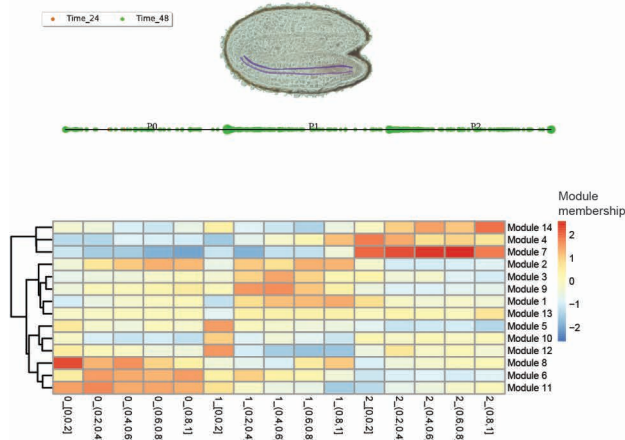 Time_24 Time_48
P0 P1 P2
Module membership
2
1
0
−1
−2
Module 14
Module 4
Module 7
Module 2
Module 3
Module 9
Module 1
Module 13
Module 5
Module 10
Module 12
Module 8
Module 6
Module 11
0_[0,0.2]
0_(0.2,0.4
0_(0.4,0.6
0_(0.6,0.8
0_(0.8,1]
1_[0,0.2]
1_(0.2,0.4
1_(0.4,0.6
1_(0.6,0.8
1_(0.8,1]
2_[0,0.2]
2_(0.2,0.4
2_(0.4,0.6
2_(0.6,0.8
2_(0.8,1]